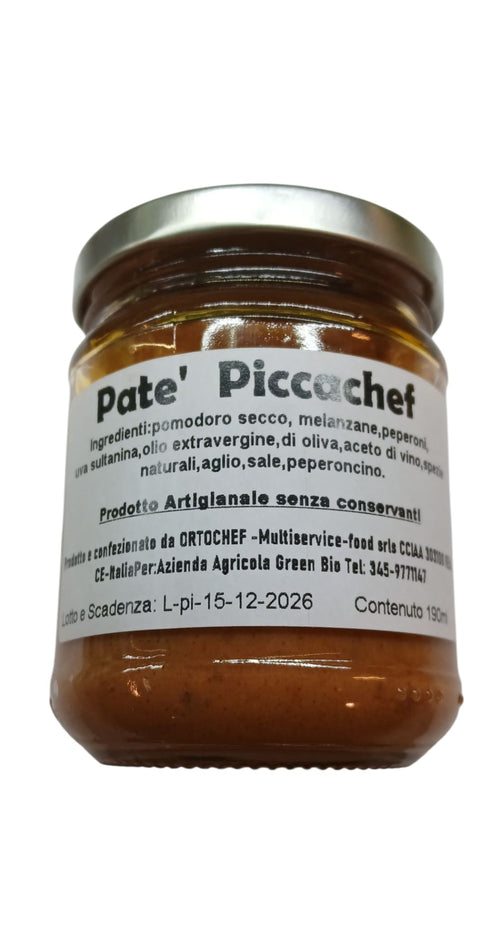 Pate' Piccachef
Ingredienti:pomodoro secco, melanzane,peperoni,
uva sultanina,olio extravergine,di oliva,aceto di vino,spezie
naturali,aglio,sale,peperoncino.
Prodotto Artigianale senza conservanti
Prodotto e confezionato da ORTOCHEF -Multiservice-food srls CCIAA
CE-ItaliaPer:Azienda Agricola Green Bio Tel: 345-9771147
Lotto e Scadenza: L-pi-15-12-2026 Contenuto 190ml